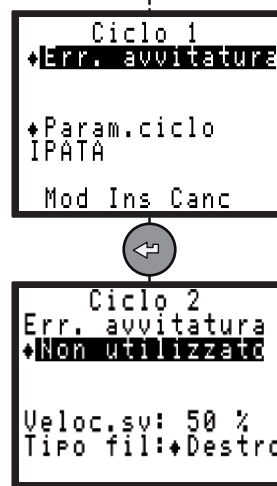 Ciclo 1
♦Err. avvitatura
♦Param.ciclo
IPATA
Mod Ins Canc
Ciclo 2
Err. avvitatura
♦Non utilizzato
Veloc.sv: 50 %
Tipo fil:♦Destro